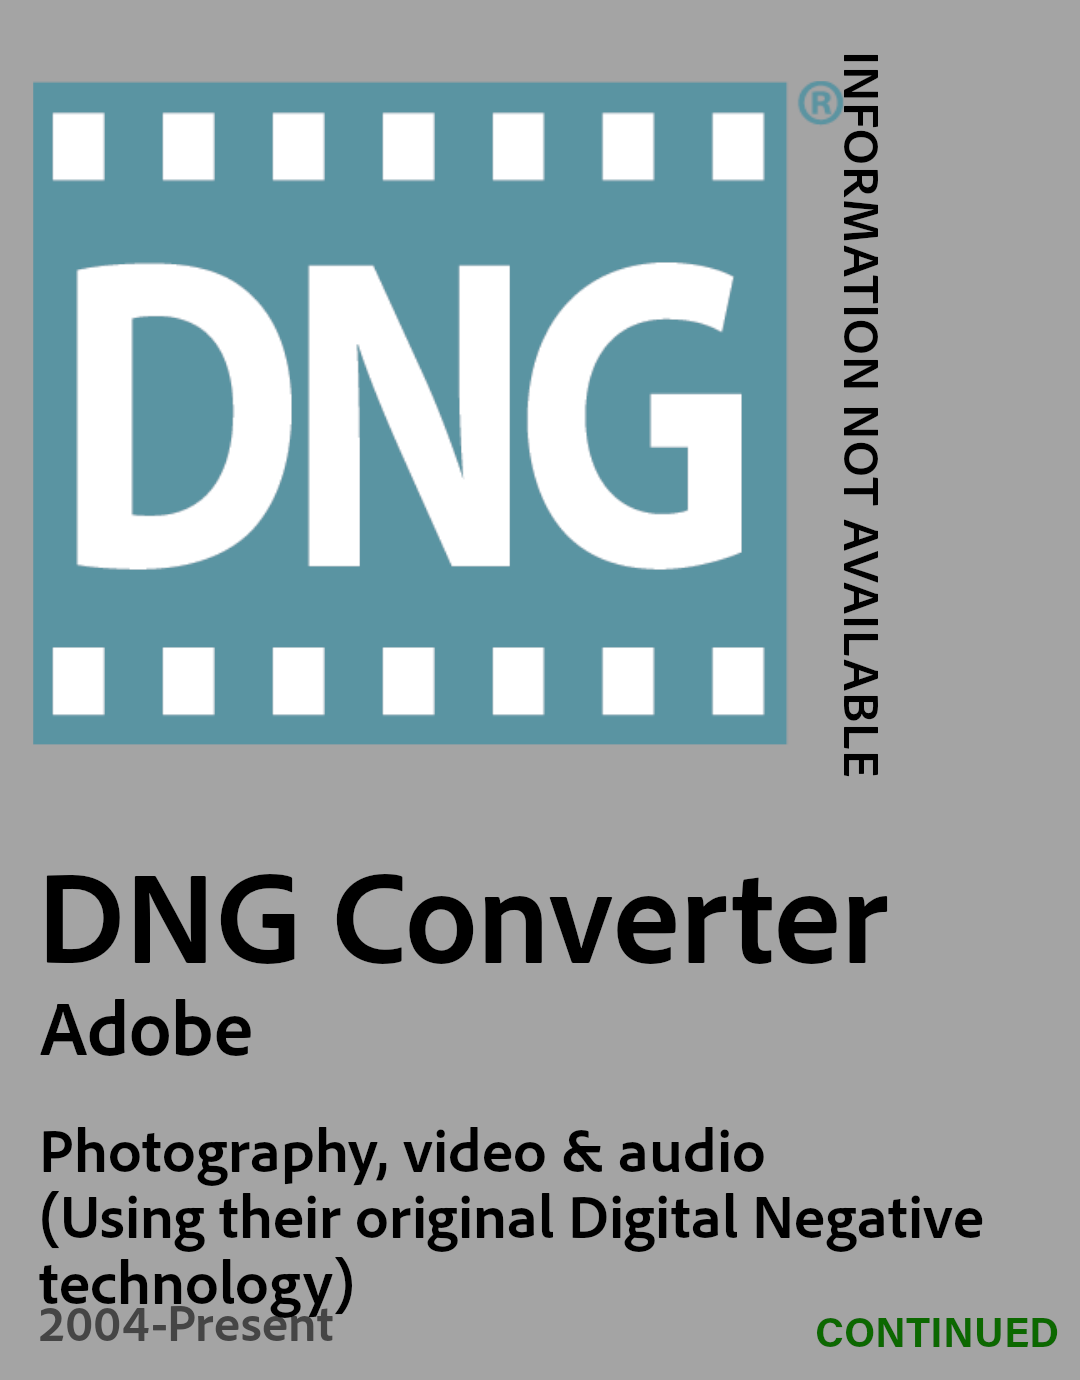 DNG®
INFORMATION NOT AVAILABLE
DNG Converter
Adobe
Photography, video & audio
(Using their original Digital Negative
technology)
2004-Present
CONTINUED